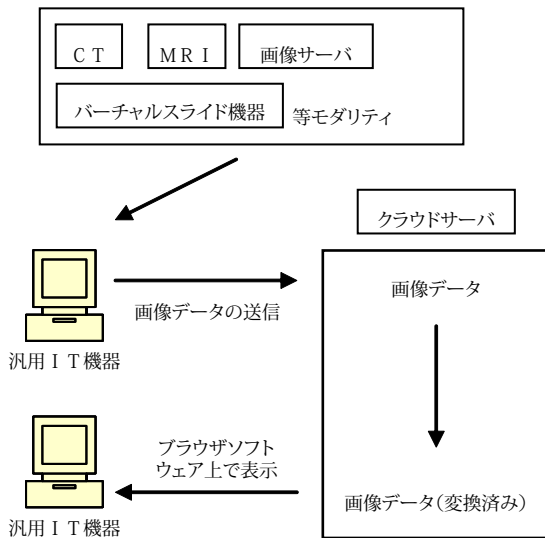 ＣＴ
ＭＲＩ
画像サーバ
バーチャルスライド機器
等モダリティ
クラウドサーバ
画像データ
画像データの送信
汎用ＩＴ機器
ブラウザソフト
ウェア上で表示
画像データ（変換済み）
汎用ＩＴ機器